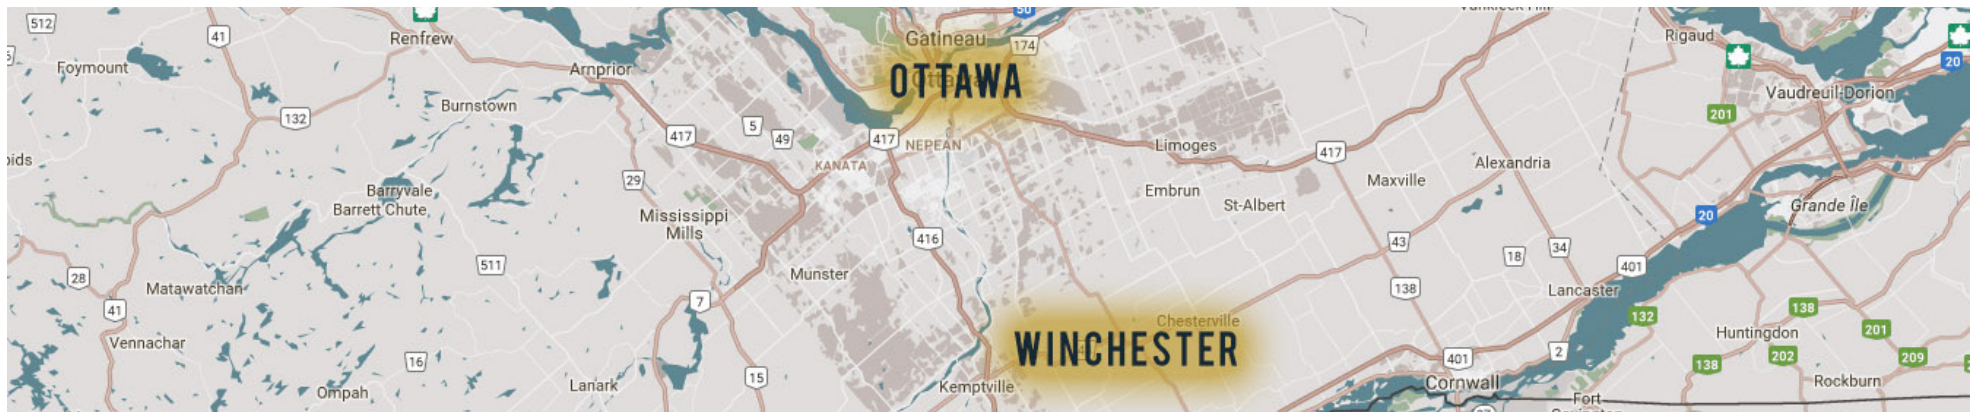 512
41
Renfrew
Foymount
Arnprior
Gatineau
174
50
OTTAWA
Rigaud
20
Vaudreuil-Dorion
Burnstown
132
417
5
49
417
NEPEAN
KANATA
Limoges
417
201
Alexandria
Maxville
29
Embrun
St-Albert
Barryvale
Barrett Chute
Mississippi
Mills
Grande Île
20
416
43
18
34
401
511
Munster
28
Matawatchan
41
7
138
Lancaster
132
138
201
Chesterville
WINCHESTER
Huntingdon
Vennachar
16
15
401
2
138
202
209
Ompah
Lanark
Kemptville
Cornwall
Rockburn
Fort